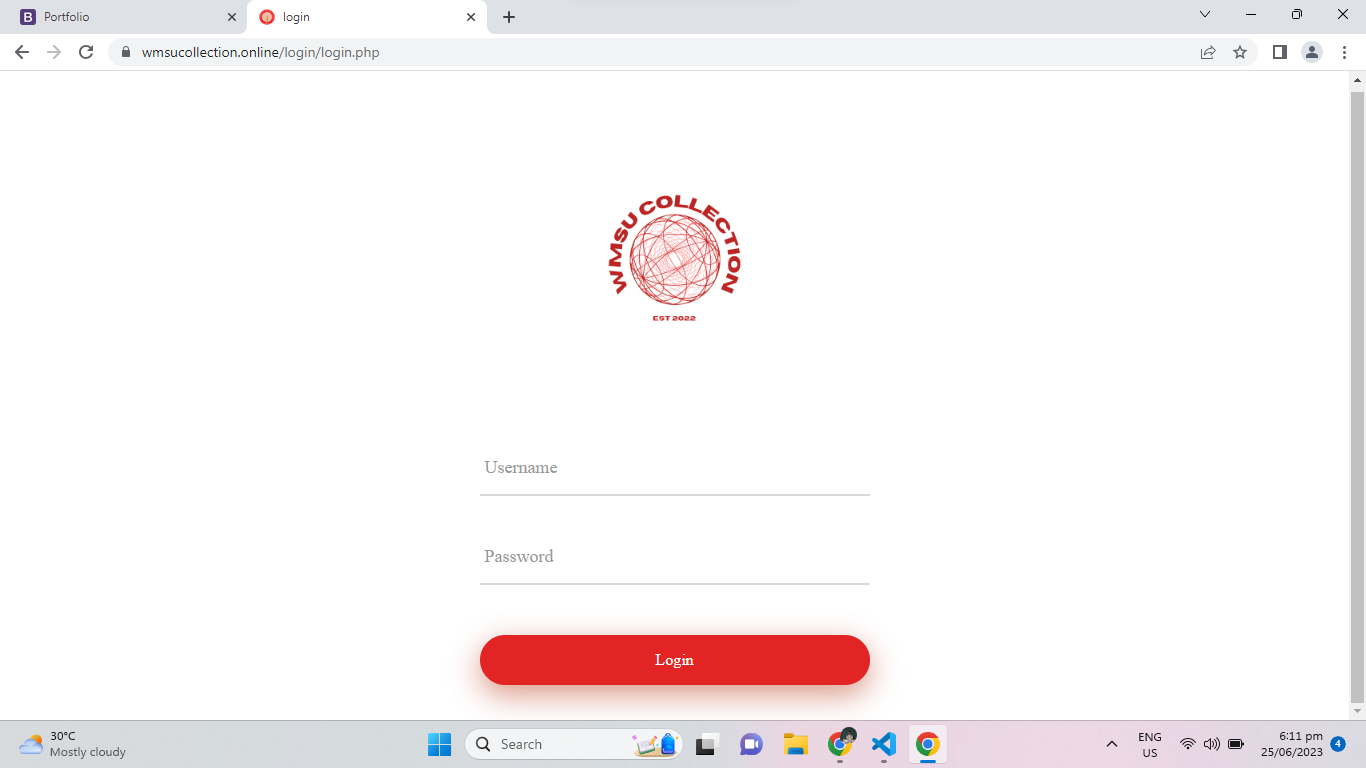 Portfolio
login
wmsucollection.online/login/login.php
WMSU COLLECTION
EST 2022
Username
Password
Login
30°C
Mostly cloudy
Search
ENG
US
6:11 pm
25/06/2023
4